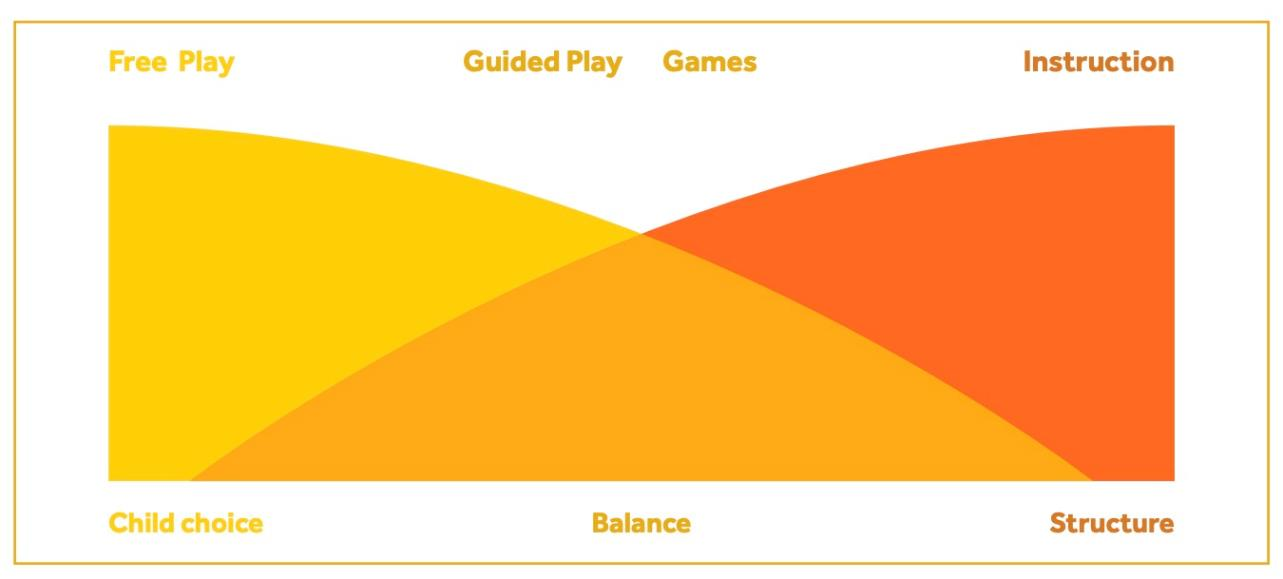 Free Play Guided Play Games Instruction
Child choice Balance Structure